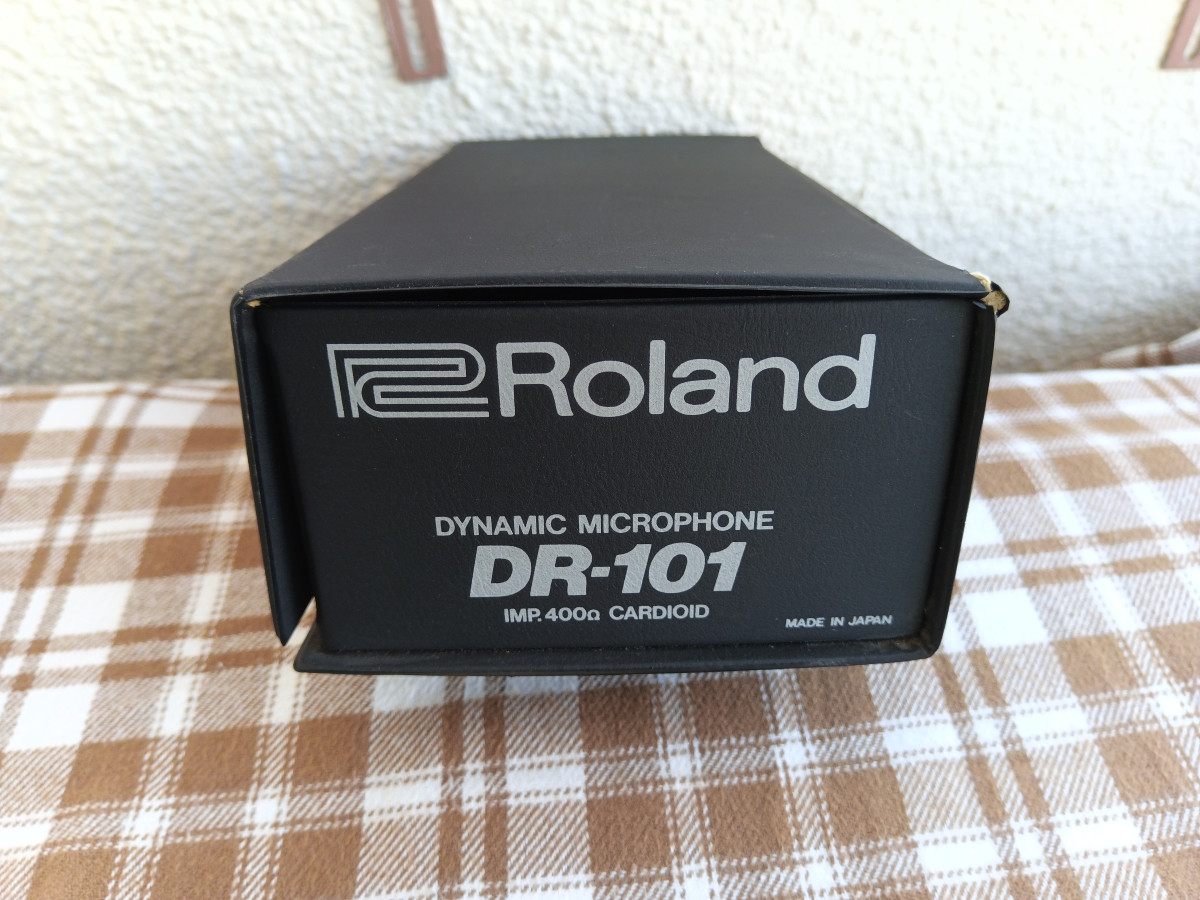 Roland
DYNAMIC MICROPHONE
DR-101
IMP. 400Ω CARDIOID
MADE IN JAPAN